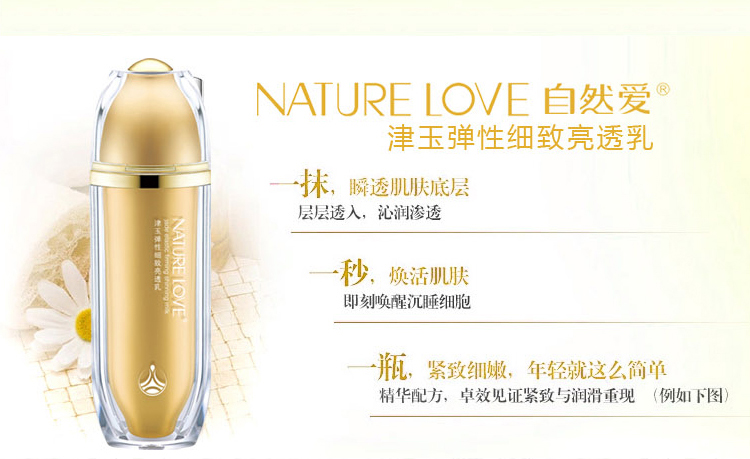 NATURE LOVE 自然爱®
津玉弹性细致亮透乳
一抹，瞬透肌肤底层
层层透入，沁润渗透
一秒，焕活肌肤
即刻唤醒沉睡细胞
一瓶，紧致细嫩，年轻就这么简单
精华配方，卓效见证紧致与润滑重现 （例如下图）
NATURE LOVE®
津玉弹性细致亮透乳